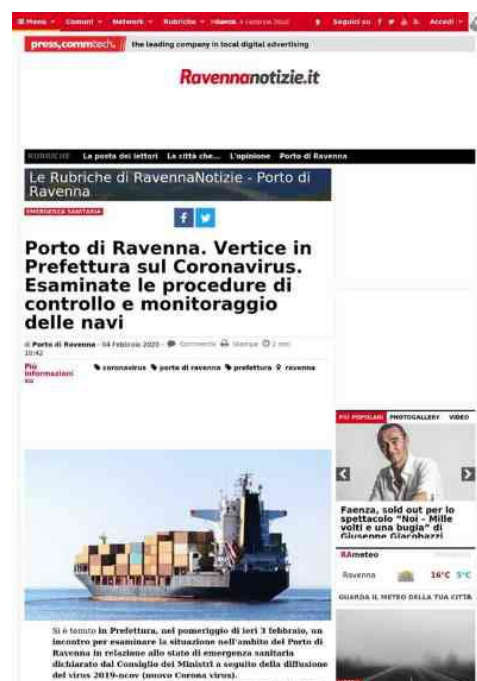 Menu Comuni Network Rubriche Milano 4 Febbraio 2020 Seguici su Accedi
press,commtech. the leading company in local digital advertising
Ravennanotizie.it
RUBRICHE La posta dei lettori La città che... L'opinione Porto di Ravenna
Le Rubriche di RavennaNotizie - Porto di
Ravenna
EMERGENZA SANITARIA
Porto di Ravenna. Vertice in
Prefettura sul Coronavirus.
Esaminate le procedure di
controllo e monitoraggio
delle navi
di Porto di Ravenna - 04 Febbraio 2020 - Commenta Stampa 2 min
10:42
Più
informazioni
su
coronavirus porto di ravenna prefettura ravenna
PIÙ POPOLARI PHOTOGALLERY VIDEO
Faenza, sold out per lo
spettacolo “Noi – Mille
volti e una bugia” di
Giuseppe Giacobazzi
RAmeteo
Ravenna 16°C 5°C
GUARDA IL METEO DELLA TUA CITTÀ
Si è tenuto in Prefettura, nel pomeriggio di ieri 3 febbraio, un
incontro per esaminare la situazione nell'ambito del Porto di
Ravenna in relazione allo stato di emergenza sanitaria
dichiarato dal Consiglio dei Ministri a seguito della diffusione
del virus 2019-ncov (nuovo Corona virus).